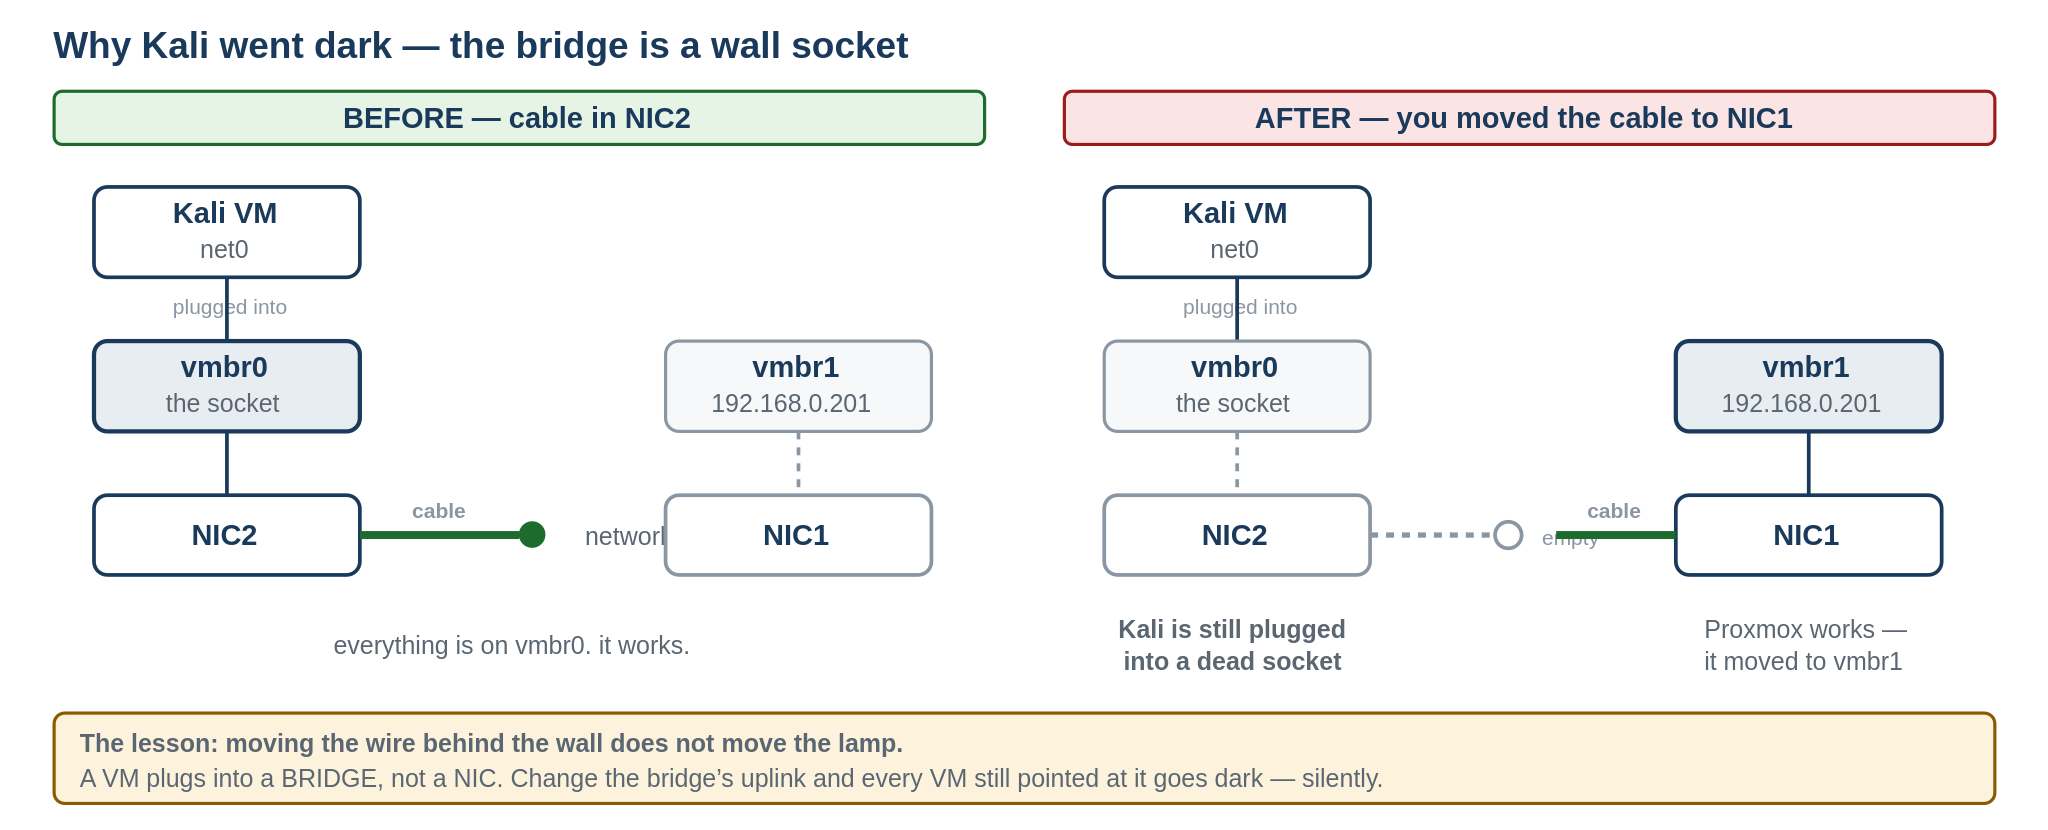 Why Kali went dark — the bridge is a wall socket
BEFORE — cable in NIC2
Kali VM
net0
plugged into
vmbr0
the socket
vmbr1
192.168.0.201
cable
NIC2
networ
NIC1
everything is on vmbr0. it works.
AFTER — you moved the cable to NIC1
Kali VM
net0
plugged into
vmbr0
the socket
vmbr1
192.168.0.201
cable
NIC2
empty
NIC1
Kali is still plugged
into a dead socket
Proxmox works —
it moved to vmbr1
The lesson: moving the wire behind the wall does not move the lamp.
A VM plugs into a BRIDGE, not a NIC. Change the bridge’s uplink and every VM still pointed at it goes dark — silently.